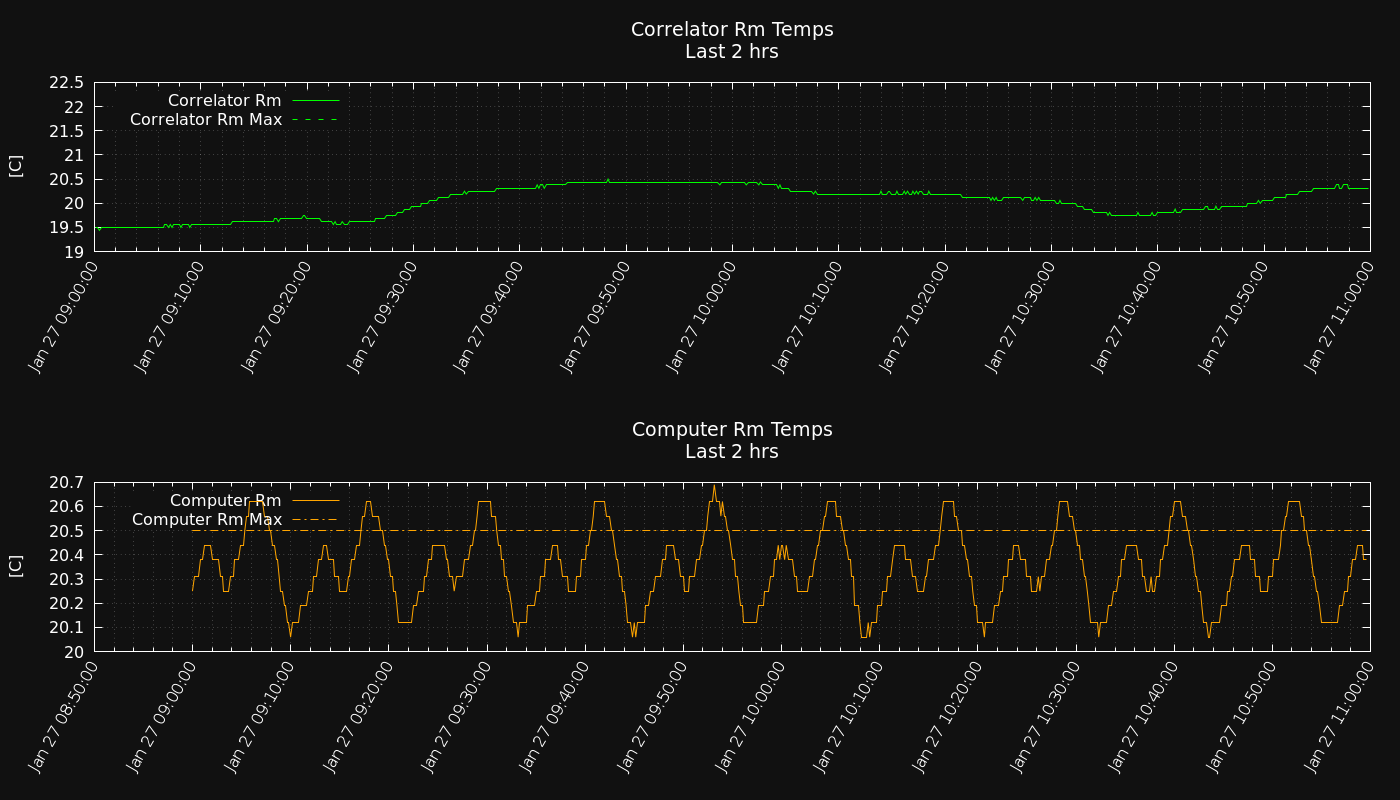 Correlator Rm Temps
Last 2 hrs
22.5
22
21.5
21
20.5
20
19.5
19
[C]
Correlator Rm
Correlator Rm Max
Jan 27 09:00:00
Jan 27 09:10:00
Jan 27 09:20:00
Jan 27 09:30:00
Jan 27 09:40:00
Jan 27 09:50:00
Jan 27 10:00:00
Jan 27 10:10:00
Jan 27 10:20:00
Jan 27 10:30:00
Jan 27 10:40:00
Jan 27 10:50:00
Jan 27 11:00:00
Computer Rm Temps
Last 2 hrs
20.7
20.6
20.5
20.4
20.3
20.2
20.1
20
[C]
Computer Rm
Computer Rm Max
Jan 27 08:50:00
Jan 27 09:00:00
Jan 27 09:10:00
Jan 27 09:20:00
Jan 27 09:30:00
Jan 27 09:40:00
Jan 27 09:50:00
Jan 27 10:00:00
Jan 27 10:10:00
Jan 27 10:20:00
Jan 27 10:30:00
Jan 27 10:40:00
Jan 27 10:50:00
Jan 27 11:00:00